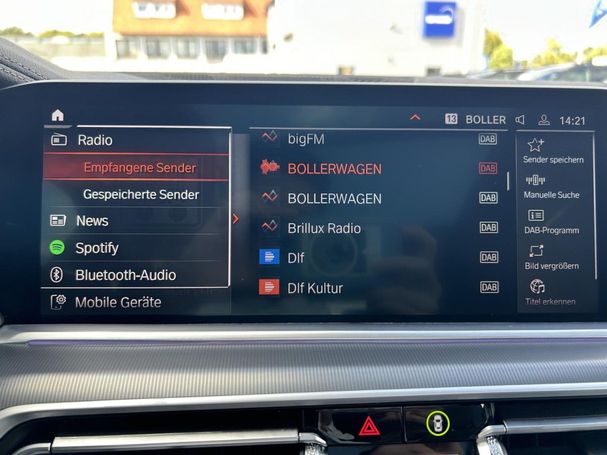 13 BOLLER 14:21
Radio
Empfangene Sender
Gespeicherte Sender
News
Spotify
Bluetooth-Audio
Mobile Geräte
bigFM DAB
BOLLERWAGEN DAB
BOLLERWAGEN DAB
Brillux Radio DAB
Dlf DAB
Dlf Kultur DAB
Sender speichern
Manuelle Suche
DAB-Programm
Bild vergrößern
Titel erkennen